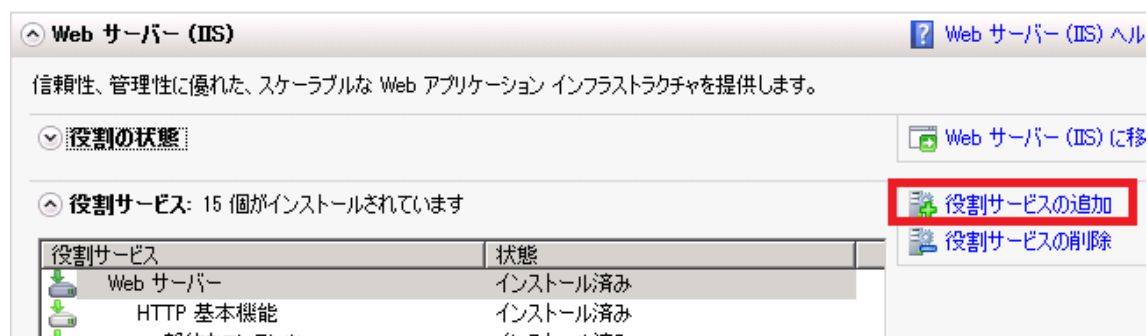 Web サーバー (IIS)
Web サーバー (IIS) ヘル
信頼性、管理性に優れた、スケーラブルな Web アプリケーション インフラストラクチャを提供します。
役割の状態
Web サーバー (IIS) に移
役割サービス: 15 個がインストールされています
役割サービスの追加
役割サービスの削除
役割サービス 状態
Web サーバー インストール済み
HTTP 基本機能 インストール済み